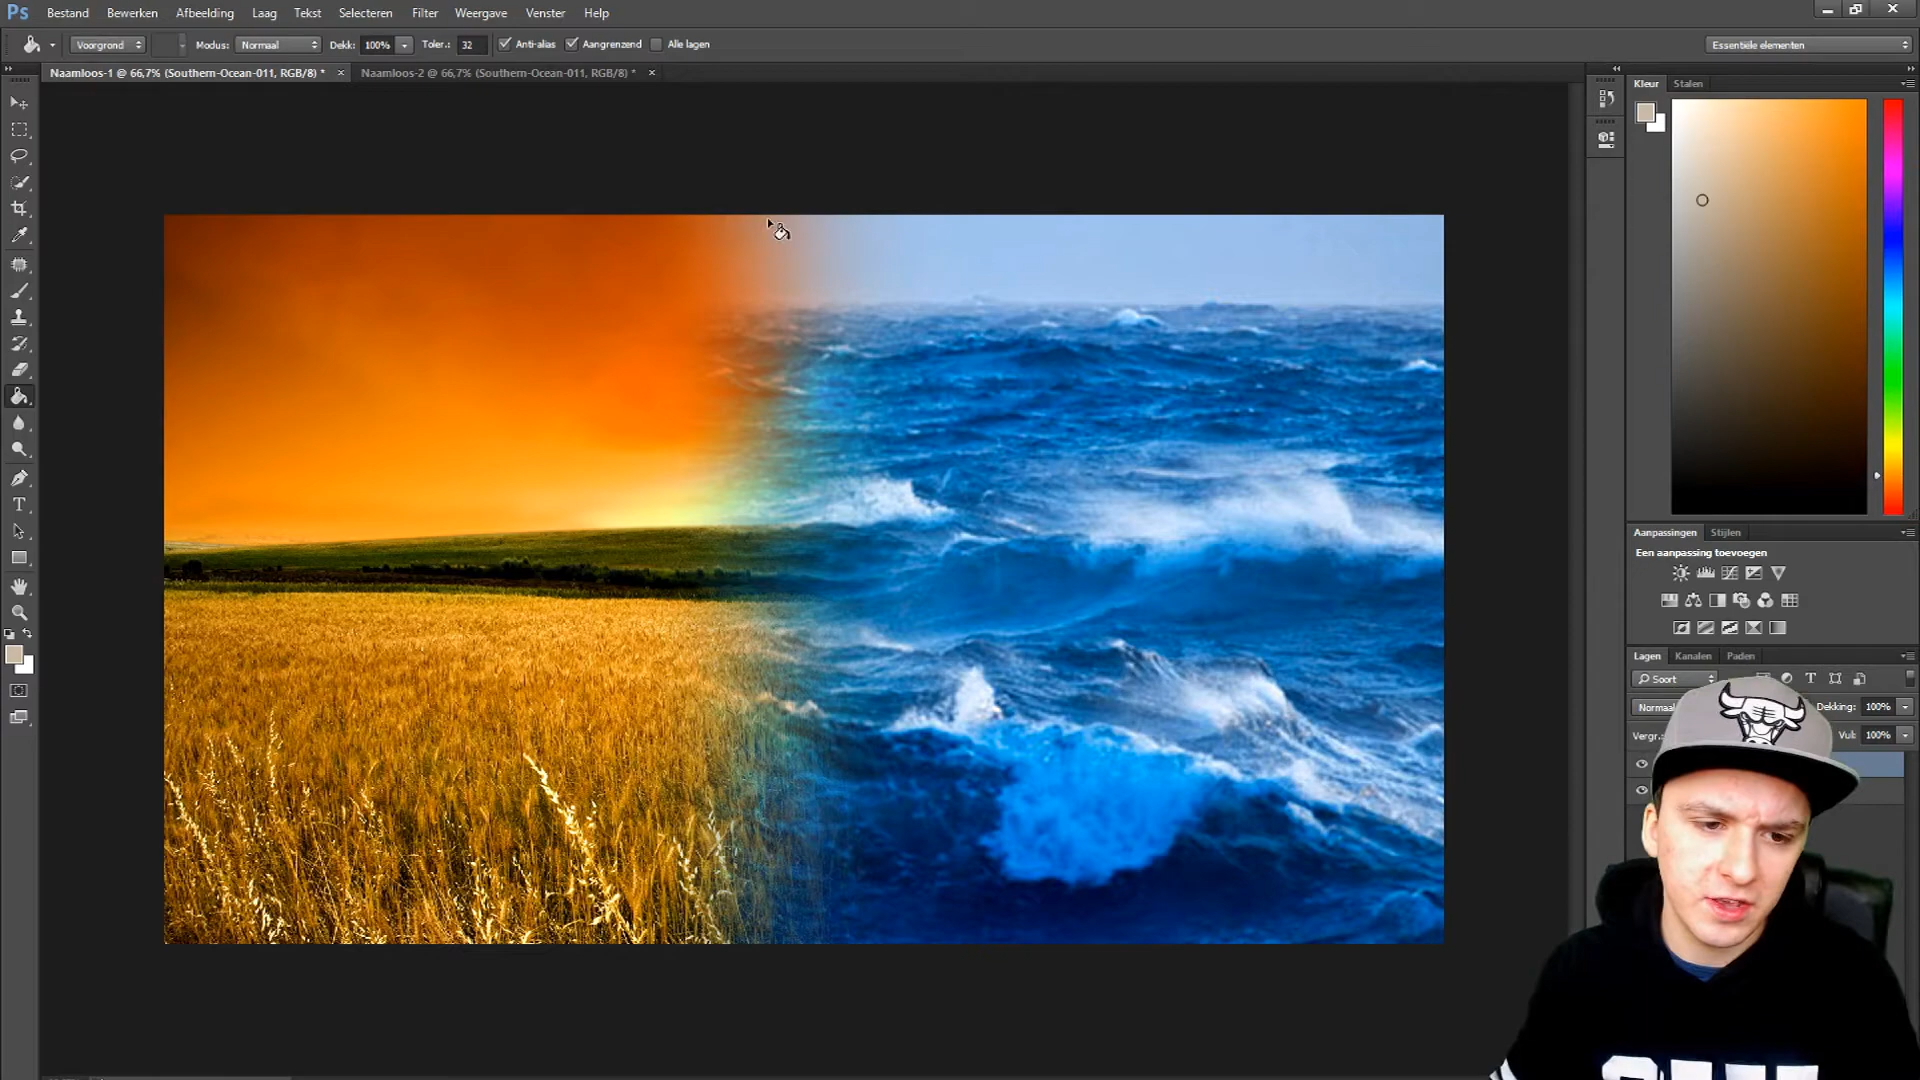 Ps Bestand Bewerken Afbeelding Laag Tekst Selecteren Filter Weergave Venster Help
Voorgrond Modus: Normaal Dekk: 100% Toler.: 32 Anti-alias Aangrenzend Alle lagen Essentiële elementen
Naamloos-1 @ 66,7% (Southern-Ocean-011, RGB/8) * Naamloos-2 @ 66,7% (Southern-Ocean-011, RGB/8) *
Kleur Stalen
Aanpassingen Stijlen
Een aanpassing toevoegen
Lagen Kanalen Paden
Soort
Normaal Dekking: 100%
Vergr.: Vul: 100%